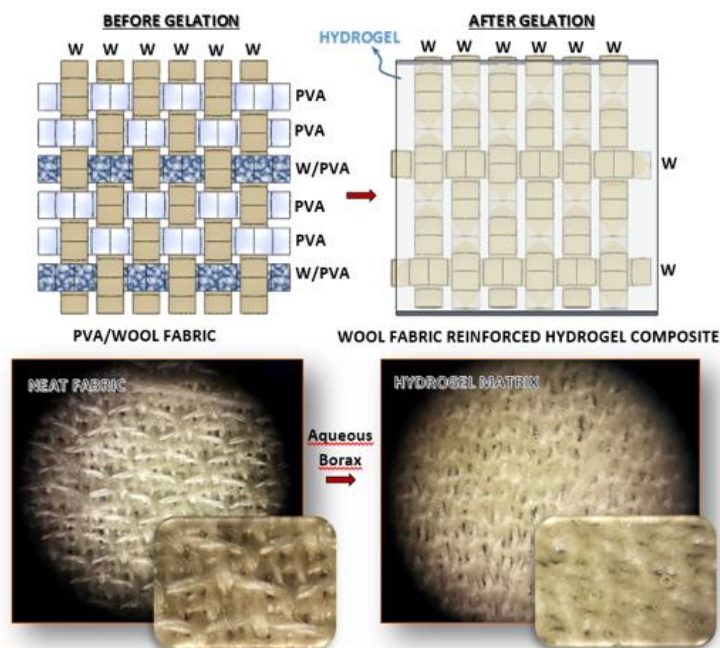 BEFORE GELATION
W W W W W W
PVA
PVA
W/PVA
PVA
PVA
W/PVA
PVA/WOOL FABRIC
AFTER GELATION
HYDROGEL
W W W W W W
W
W
WOOL FABRIC REINFORCED HYDROGEL COMPOSITE
NEAT FABRIC
Aqueous
Borax
HYDROGEL MATRIX